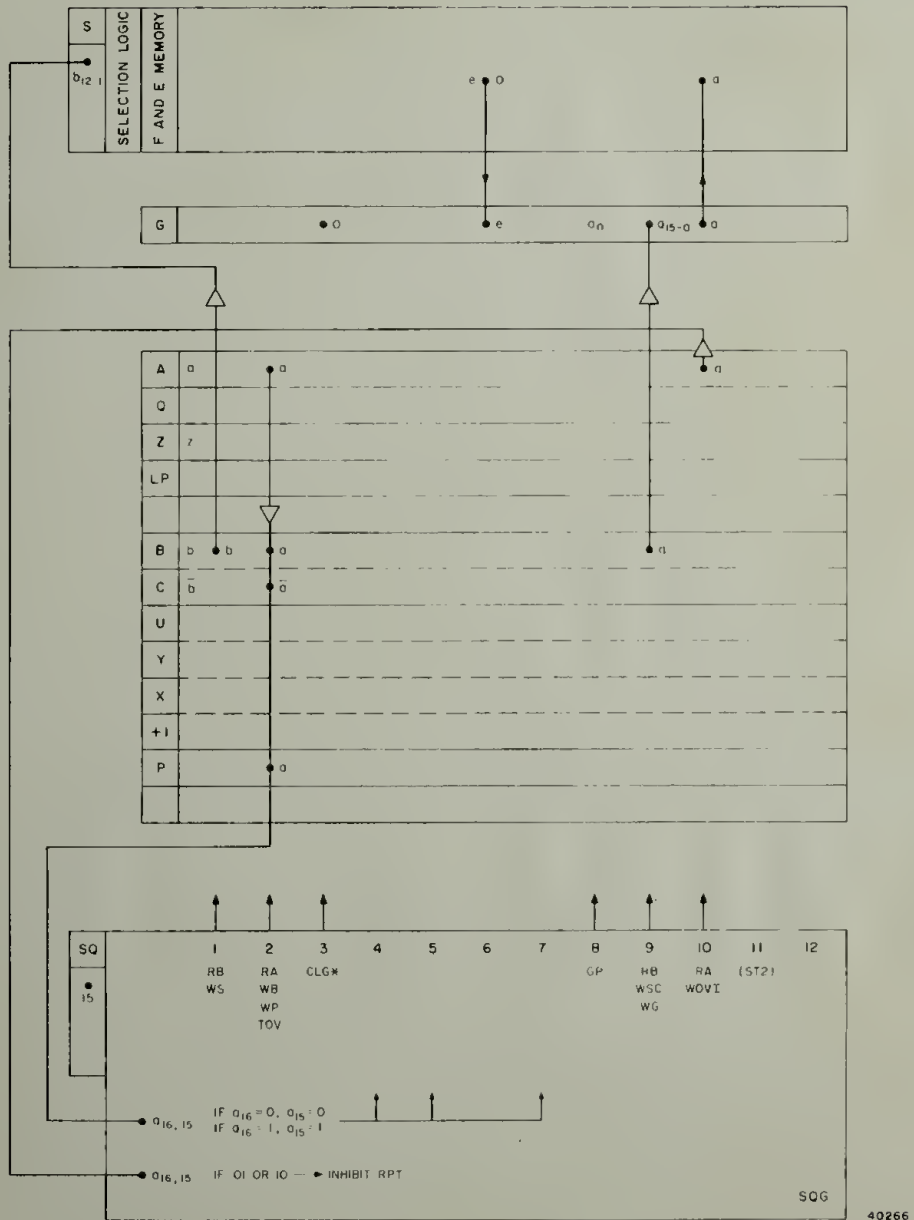 S
b12-1
SELECTION LOGIC
F AND E MEMORY
e 0
a
G
0
e
an
a15-0
a
A a a a
Q
Z z
LP
B b b a a
C b̄ ā
U
Y
X
+1
P a
SQ
15
1 2 3 4 5 6 7 8 9 10 11 12
RB RA CLG* GP RB RA (ST2)
WS WB WSC WOVI
WP WG
TOV
a16,15 IF a16=0, a15=0
IF a16=1, a15=1
a16,15 IF 01 OR 10 INHIBIT RPT
SQG
40266